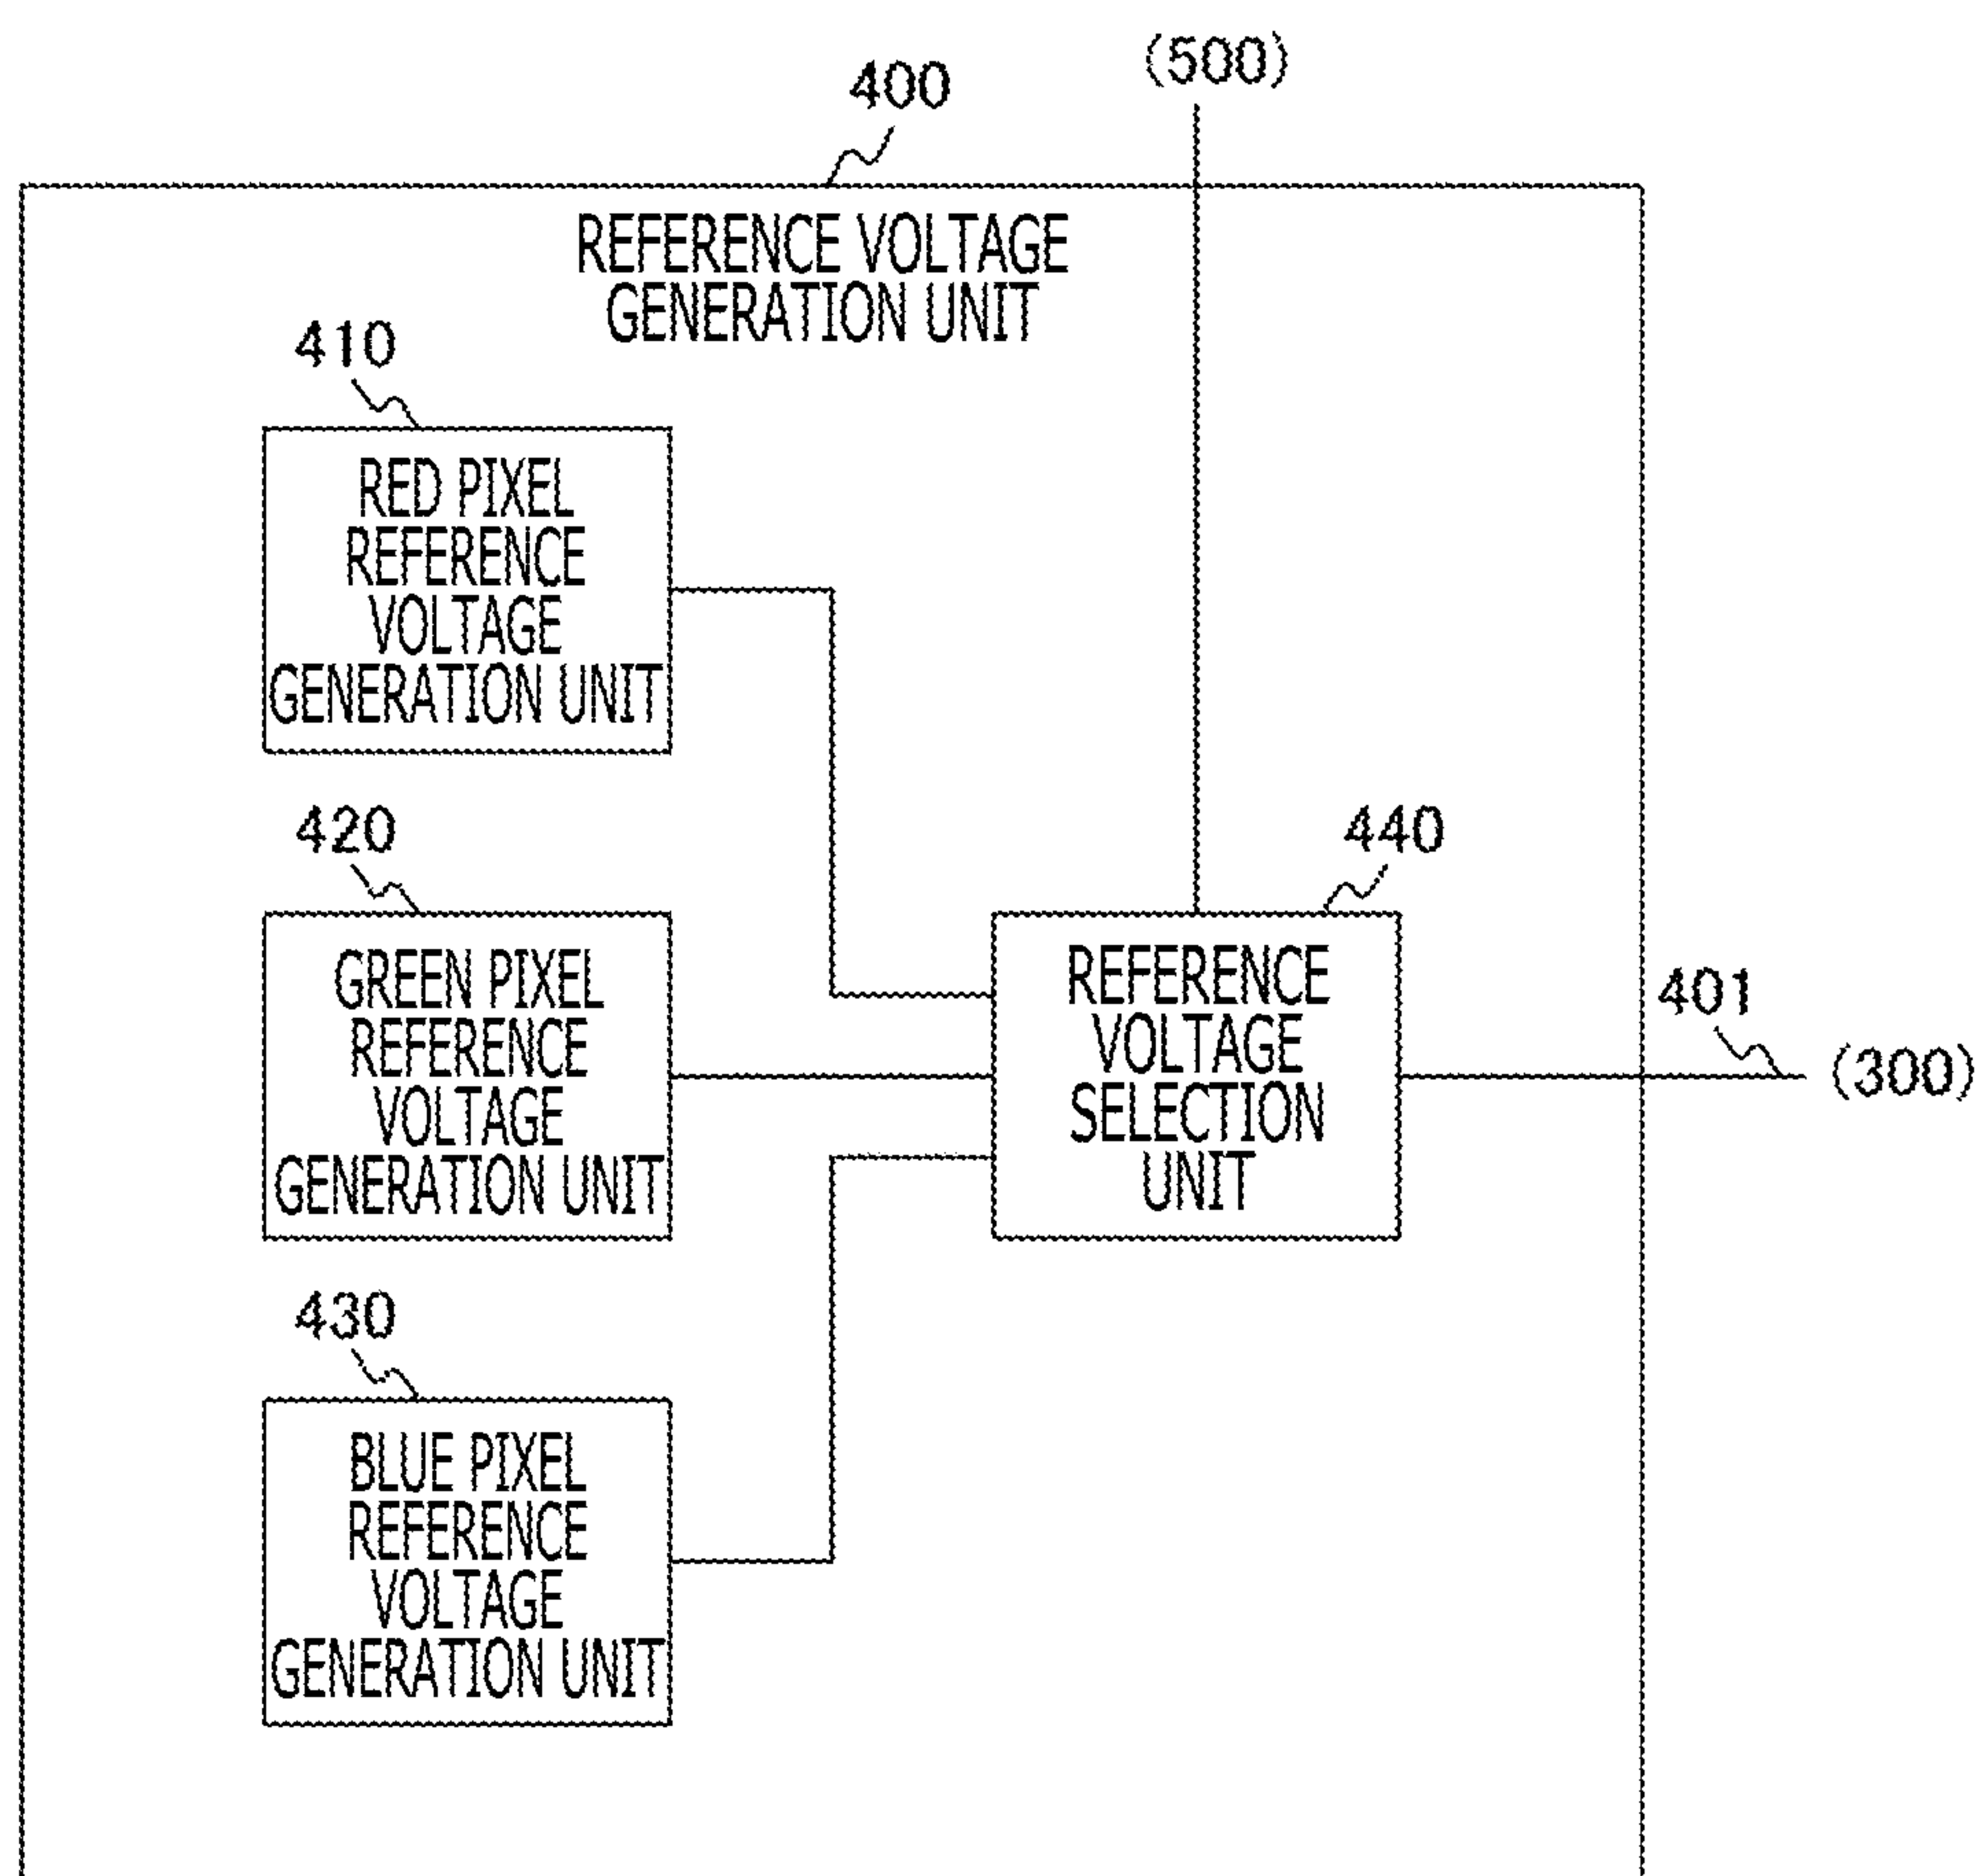 (500)
400
REFERENCE VOLTAGE
GENERATION UNIT
410
RED PIXEL
REFERENCE
VOLTAGE
GENERATION UNIT
420
GREEN PIXEL
REFERENCE
VOLTAGE
GENERATION UNIT
440
REFERENCE
VOLTAGE
SELECTION
UNIT
401
(300)
430
BLUE PIXEL
REFERENCE
VOLTAGE
GENERATION UNIT